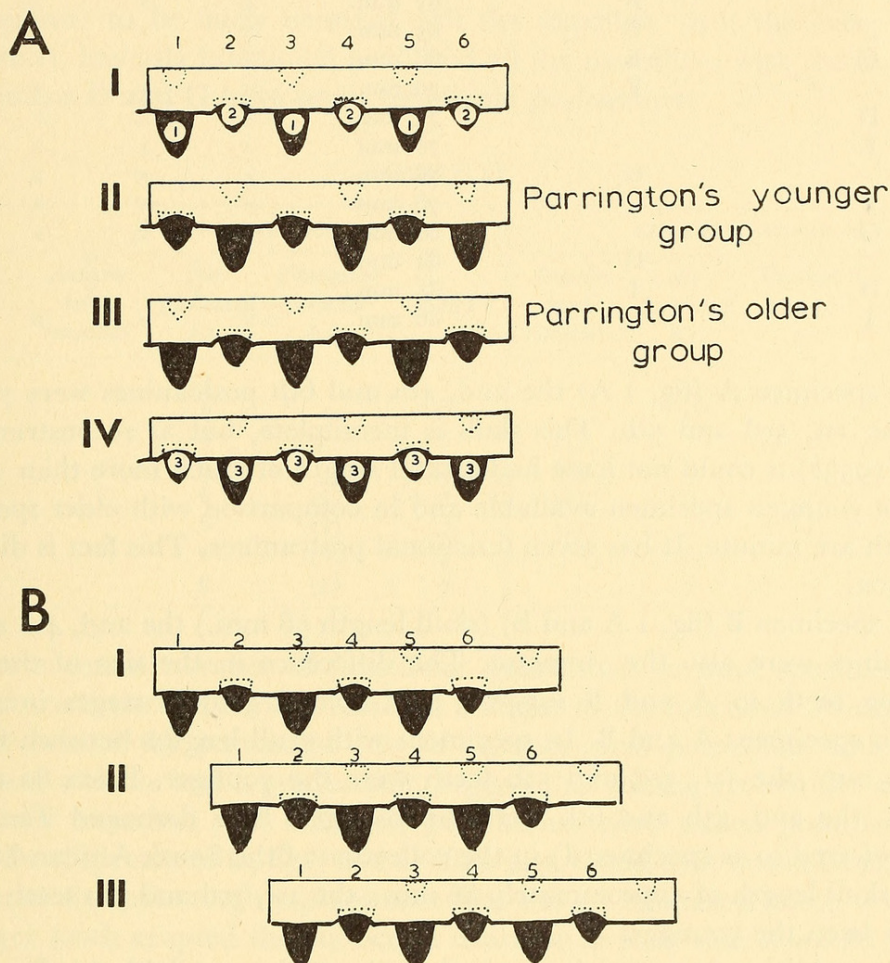 A
1 2 3 4 5 6
I
1 2 1 2 1 2
II Parrington's younger
group
III Parrington's older
group
IV
3 3 3 3 3 3
B
1 2 3 4 5 6
I
1 2 3 4 5 6
II
1 2 3 4 5 6
III